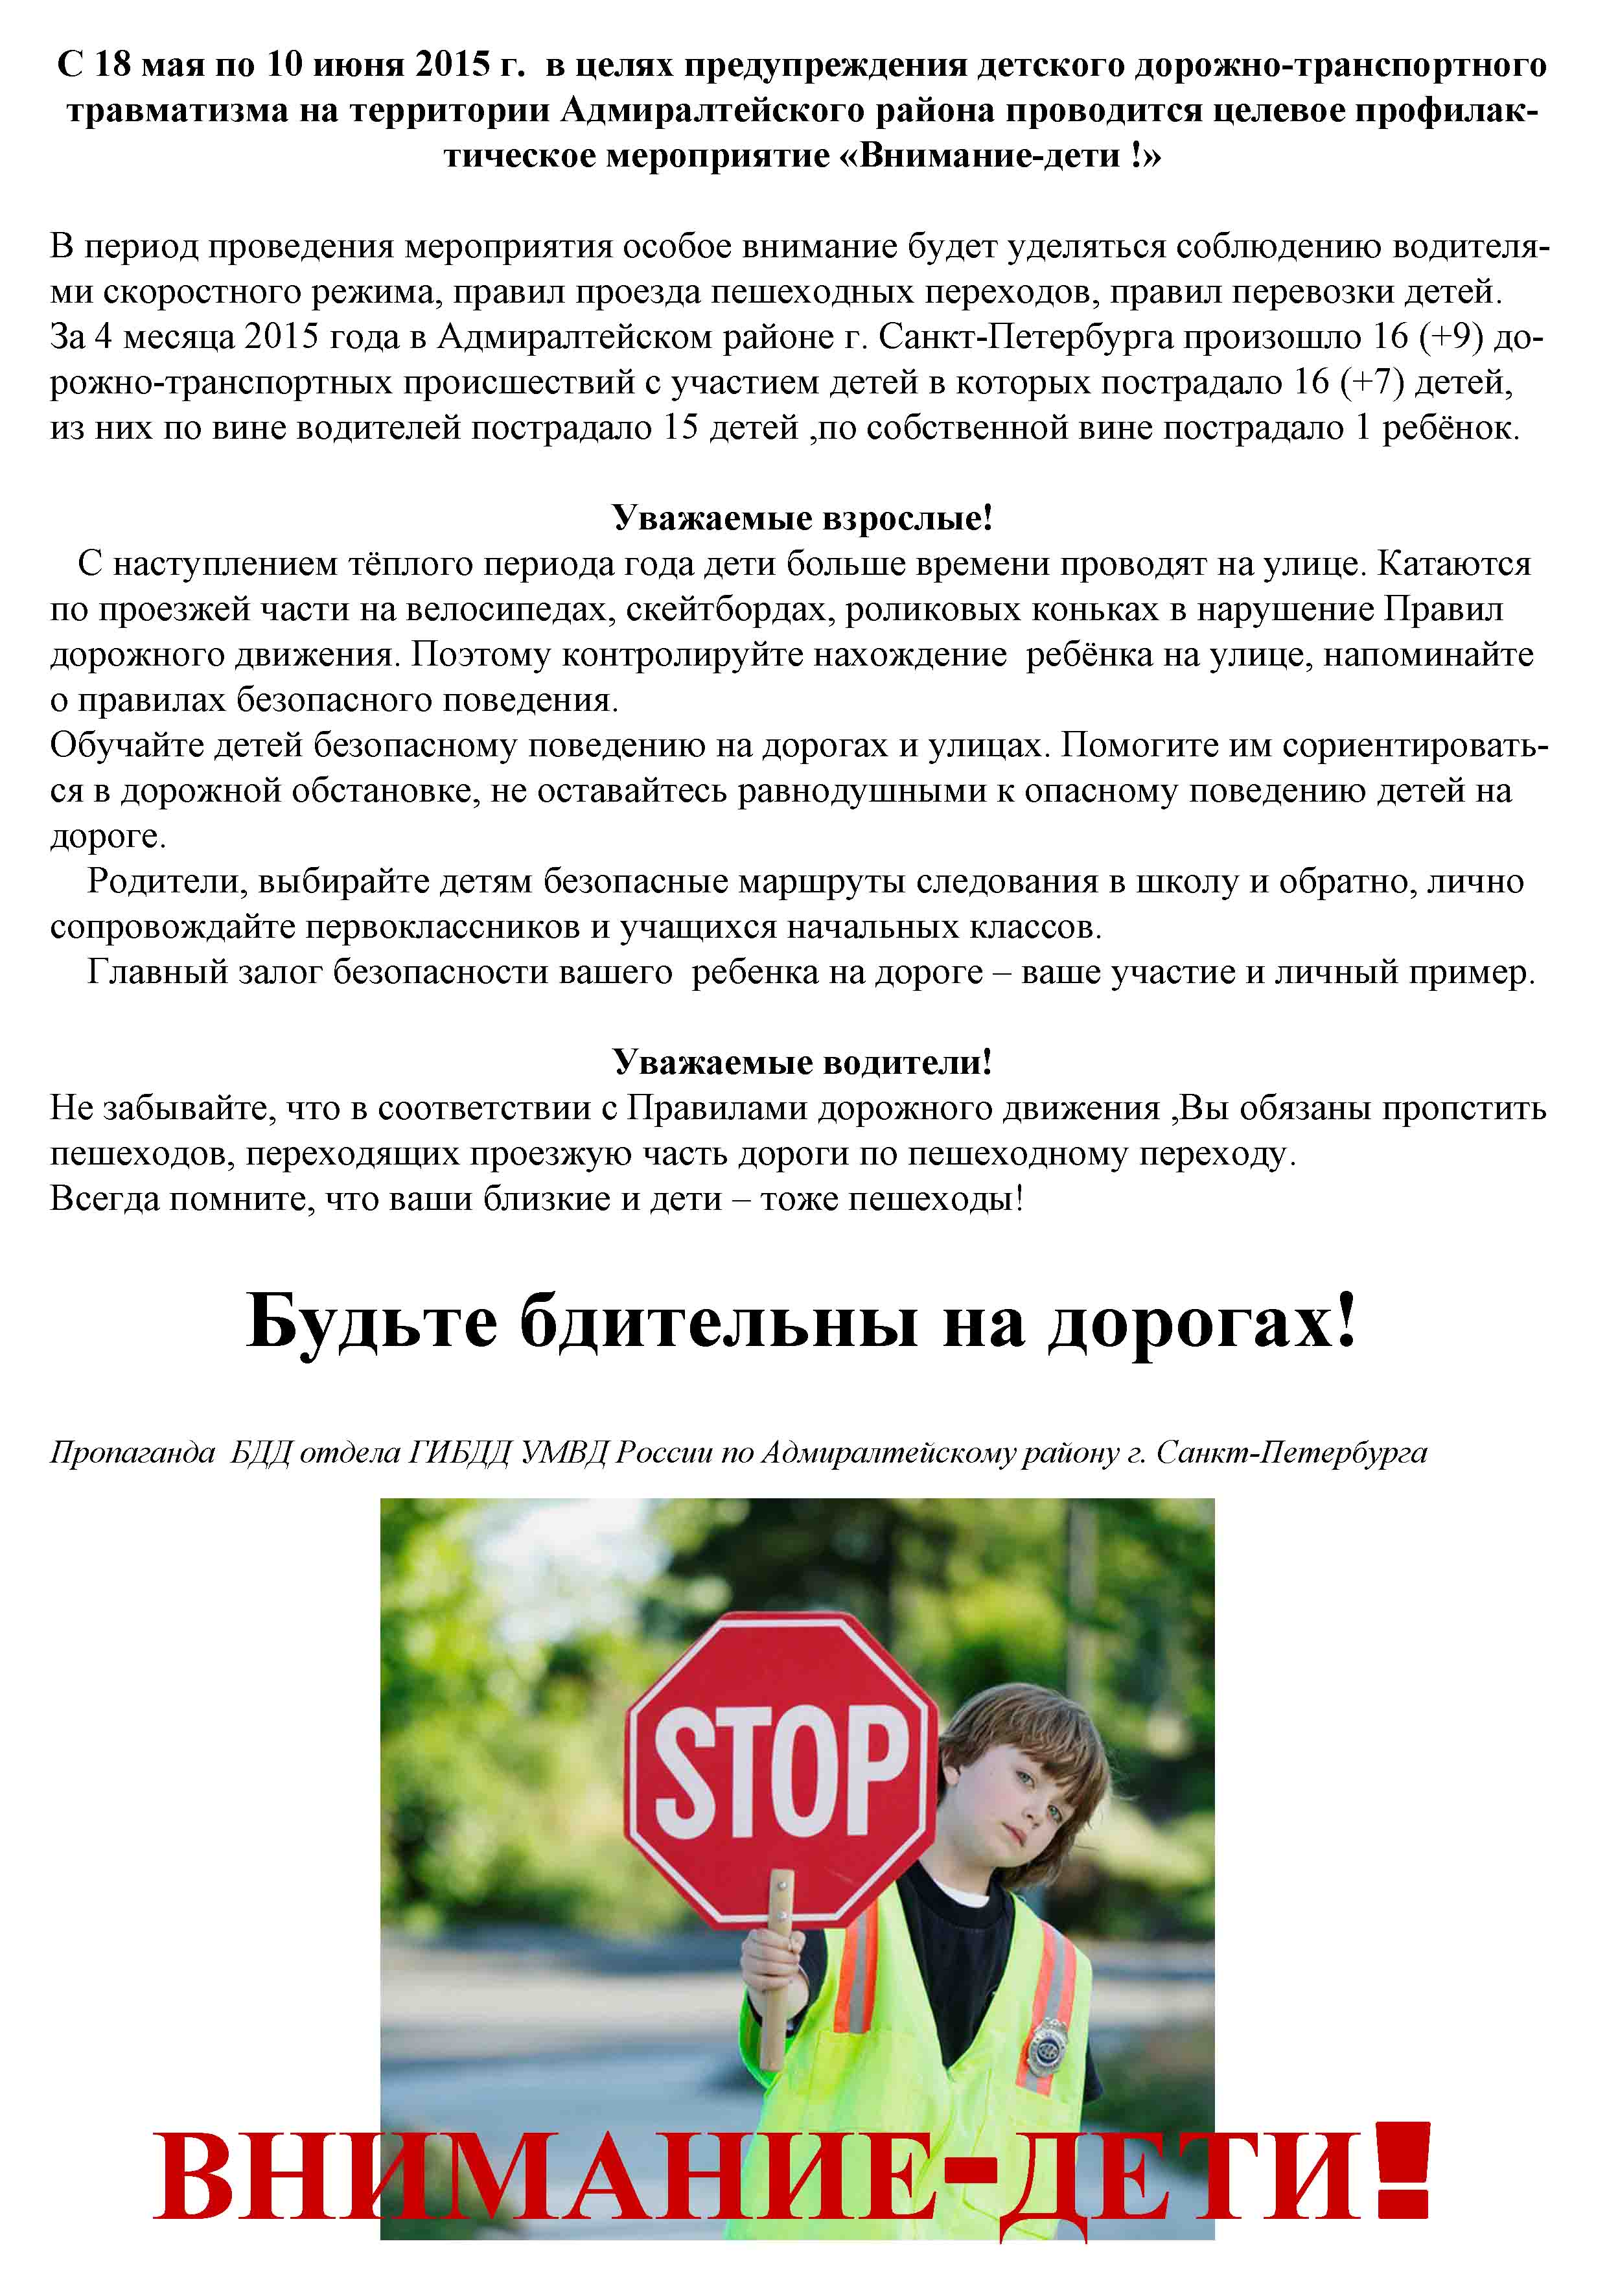 С 18 мая по 10 июня 2015 г.  в целях предупреждения детского дорожно-транспортного
травматизма на территории Адмиралтейского района проводится целевое профилак-
тическое мероприятие «Внимание-дети !»
В период проведения мероприятия особое внимание будет уделяться соблюдению водителя-
ми скоростного режима, правил проезда пешеходных переходов, правил перевозки детей.
За 4 месяца 2015 года в Адмиралтейском районе г. Санкт-Петербурга произошло 16 (+9) до-
рожно-транспортных происшествий с участием детей в которых пострадало 16 (+7) детей,
из них по вине водителей пострадало 15 детей ,по собственной вине пострадало 1 ребёнок.
Уважаемые взрослые!
С наступлением тёплого периода года дети больше времени проводят на улице. Катаются
по проезжей части на велосипедах, скейтбордах, роликовых коньках в нарушение Правил
дорожного движения. Поэтому контролируйте нахождение  ребёнка на улице, напоминайте
о правилах безопасного поведения.
Обучайте детей безопасному поведению на дорогах и улицах. Помогите им сориентировать-
ся в дорожной обстановке, не оставайтесь равнодушными к опасному поведению детей на
дороге.
Родители, выбирайте детям безопасные маршруты следования в школу и обратно, лично
сопровождайте первоклассников и учащихся начальных классов.
Главный залог безопасности вашего  ребенка на дороге – ваше участие и личный пример.
Уважаемые водители!
Не забывайте, что в соответствии с Правилами дорожного движения ,Вы обязаны пропстить
пешеходов, переходящих проезжую часть дороги по пешеходному переходу.
Всегда помните, что ваши близкие и дети – тоже пешеходы!
Будьте бдительны на дорогах!
Пропаганда  БДД отдела ГИБДД УМВД России по Адмиралтейскому району г. Санкт-Петербурга
STOP
ВНИМАНИЕ-ДЕТИ!